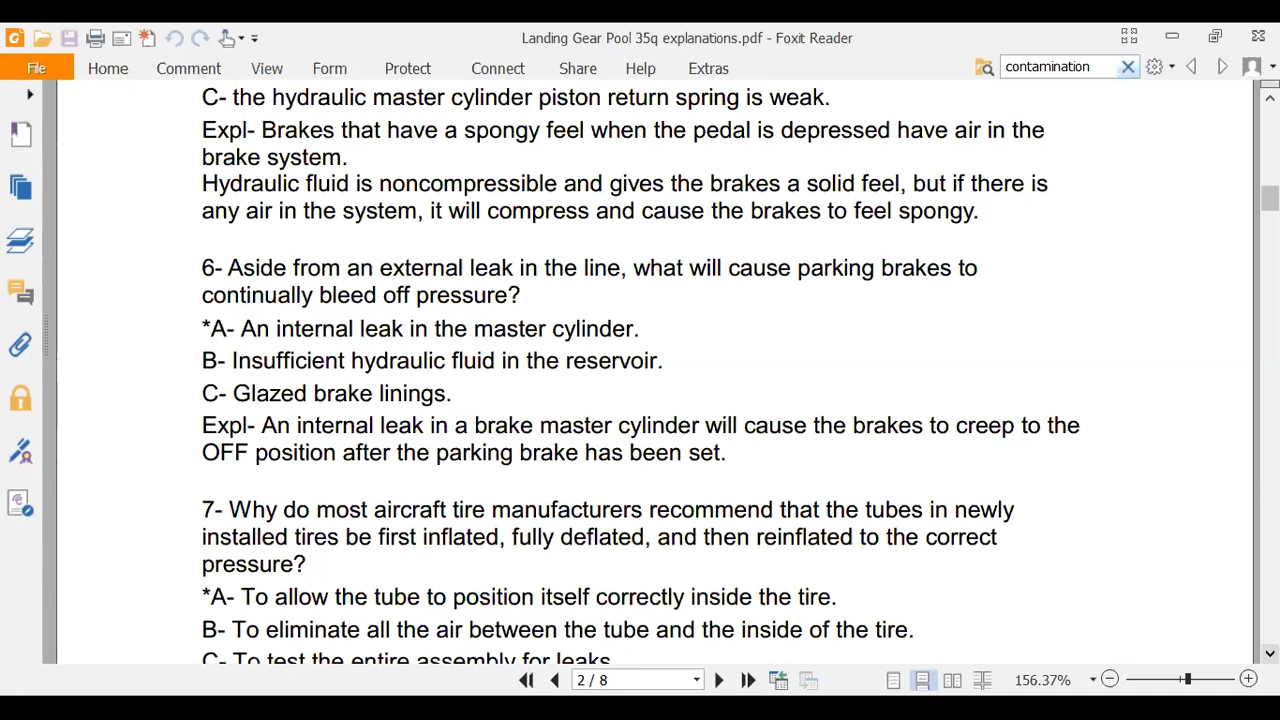 Landing Gear Pool 35q explanations.pdf - Foxit Reader
File Home Comment View Form Protect Connect Share Help Extras contamination
C- the hydraulic master cylinder piston return spring is weak.
Expl- Brakes that have a spongy feel when the pedal is depressed have air in the
brake system.
Hydraulic fluid is noncompressible and gives the brakes a solid feel, but if there is
any air in the system, it will compress and cause the brakes to feel spongy.
6- Aside from an external leak in the line, what will cause parking brakes to
continually bleed off pressure?
*A- An internal leak in the master cylinder.
B- Insufficient hydraulic fluid in the reservoir.
C- Glazed brake linings.
Expl- An internal leak in a brake master cylinder will cause the brakes to creep to the
OFF position after the parking brake has been set.
7- Why do most aircraft tire manufacturers recommend that the tubes in newly
installed tires be first inflated, fully deflated, and then reinflated to the correct
pressure?
*A- To allow the tube to position itself correctly inside the tire.
B- To eliminate all the air between the tube and the inside of the tire.
C- To test the entire assembly for leaks.
2 / 8 156.37%